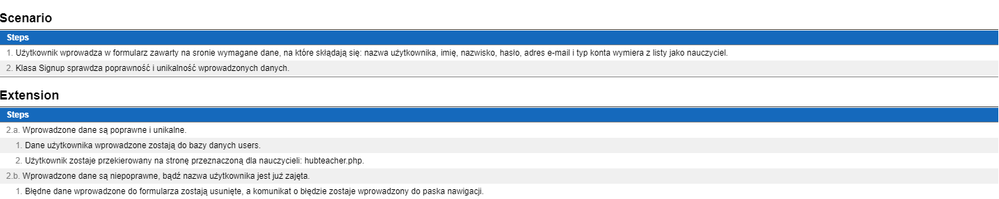 Scenario
Steps
1. Użytkownik wprowadza w formularz zawarty na sronie wymagane dane, na które skłądają się: nazwa użytkownika, imię, nazwisko, hasło, adres e-mail i typ konta wymiera z listy jako nauczyciel.
2. Klasa Signup sprawdza poprawność i unikalność wprowadzonych danych.
Extension
Steps
2.a. Wprowadzone dane są poprawne i unikalne.
1. Dane użytkownika wprowadzone zostają do bazy danych users.
2. Użytkownik zostaje przekierowany na stronę przeznaczoną dla nauczycieli: hubteacher.php.
2.b. Wprowadzone dane są niepoprawne, bądź nazwa użytkownika jest już zajęta.
1. Błędne dane wprowadzone do formularza zostają usunięte, a komunikat o błędzie zostaje wprowadzony do paska nawigacji.